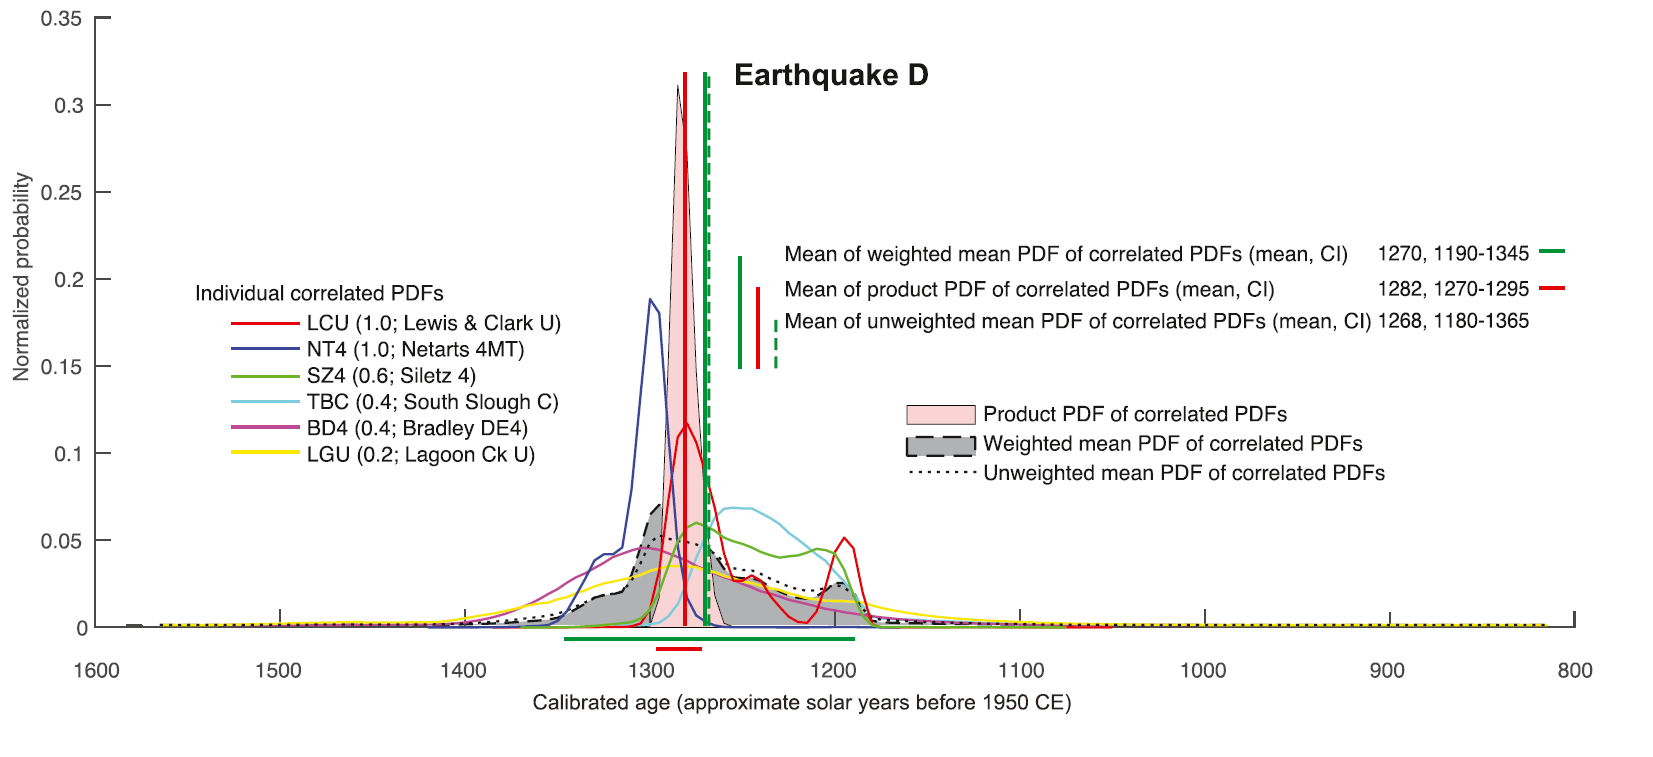 Earthquake D
Normalized probability
0.35
0.3
0.25
0.2
0.15
0.1
0.05
0
Individual correlated PDFs
LCU (1.0; Lewis & Clark U)
NT4 (1.0; Netarts 4MT)
SZ4 (0.6; Siletz 4)
TBC (0.4; South Slough C)
BD4 (0.4; Bradley DE4)
LGU (0.2; Lagoon Ck U)
Mean of weighted mean PDF of correlated PDFs (mean, CI) 1270, 1190-1345
Mean of product PDF of correlated PDFs (mean, CI) 1282, 1270-1295
Mean of unweighted mean PDF of correlated PDFs (mean, CI) 1268, 1180-1365
Product PDF of correlated PDFs
Weighted mean PDF of correlated PDFs
Unweighted mean PDF of correlated PDFs
1600 1500 1400 1300 1200 1100 1000 900 800
Calibrated age (approximate solar years before 1950 CE)